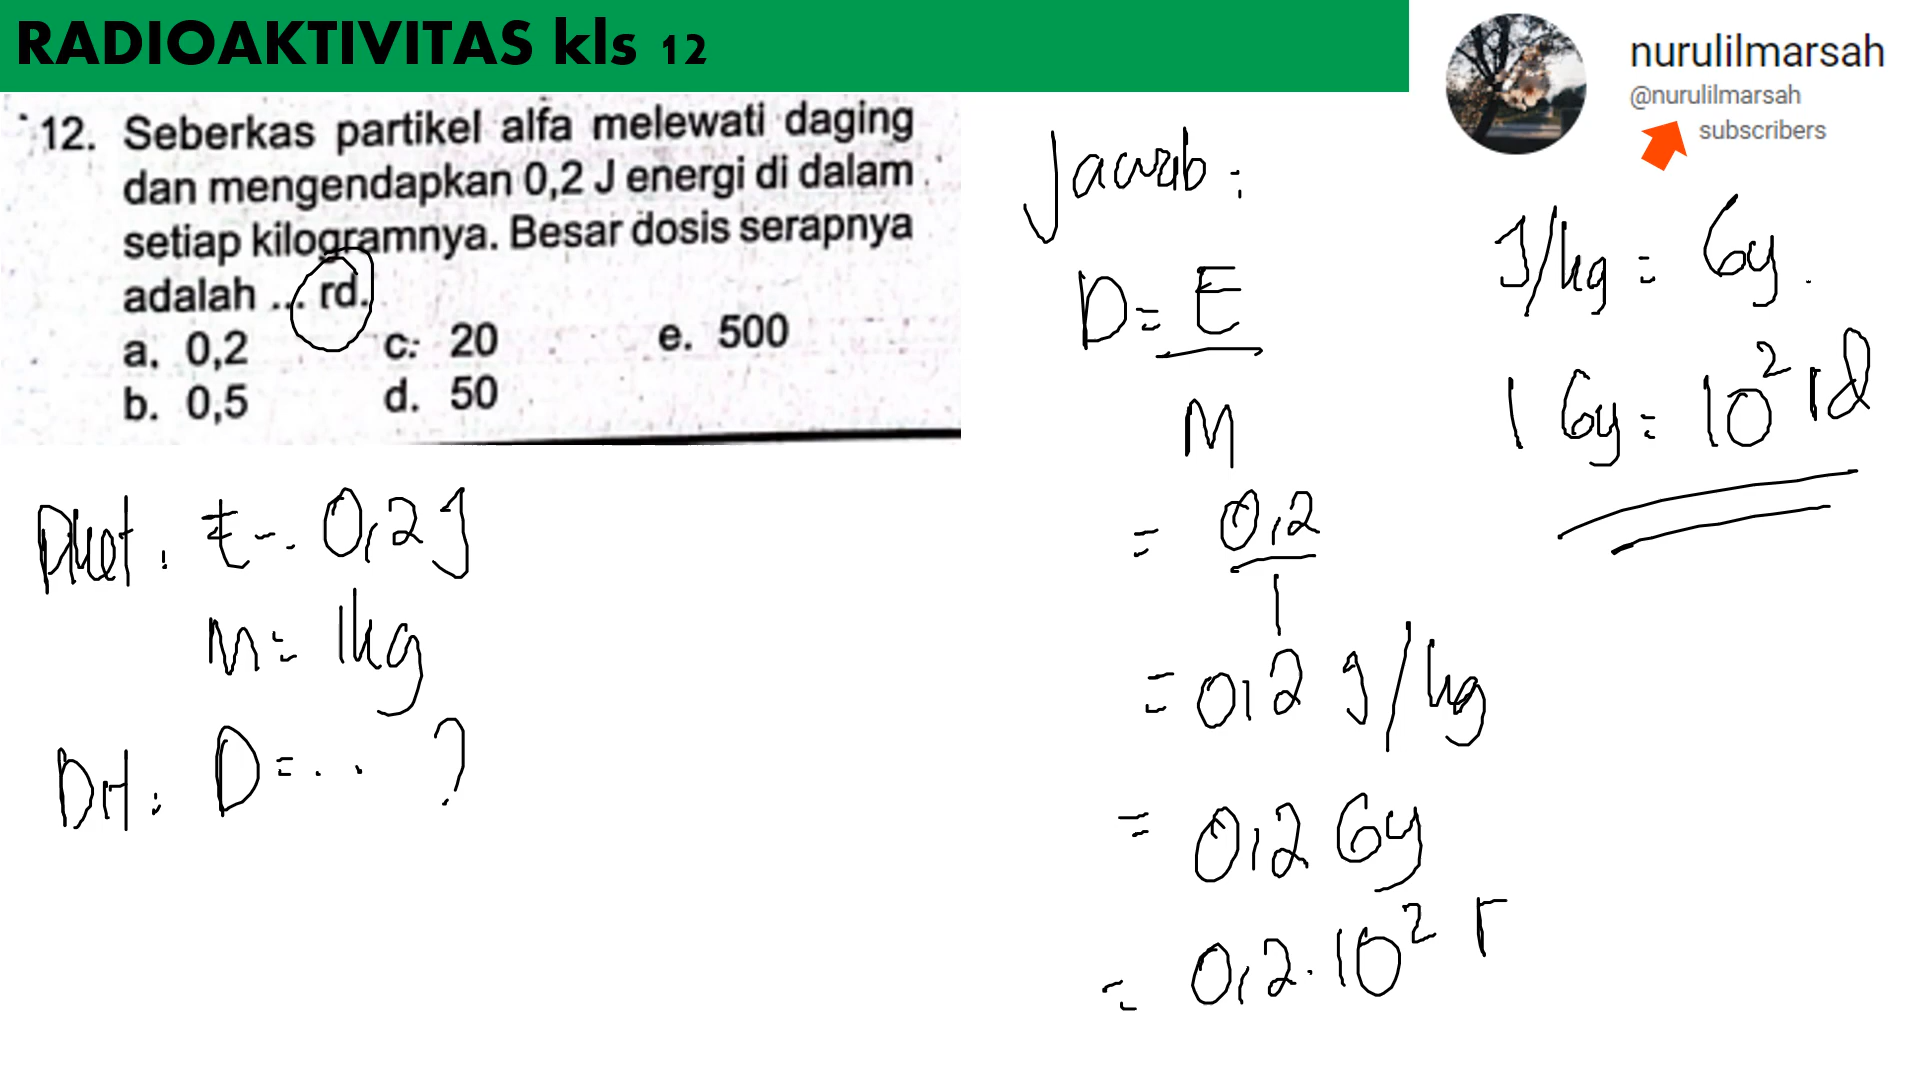 RADIOAKTIVITAS kls 12
nurulilmarsah
@nurulilmarsah
subscribers
12. Seberkas partikel alfa melewati daging
dan mengendapkan 0,2 J energi di dalam
setiap kilogramnya. Besar dosis serapnya
adalah ... rd.
a. 0,2 c. 20 e. 500
b. 0,5 d. 50
Diket : E = 0,2 J
M = 1kg
Dit : D = .. ?
Jawab :
D = E
M
= 0,2
1
= 0,2 J/kg
= 0,2 Gy
= 0,2 . 10² r
J/kg = Gy.
1 Gy = 10² rd